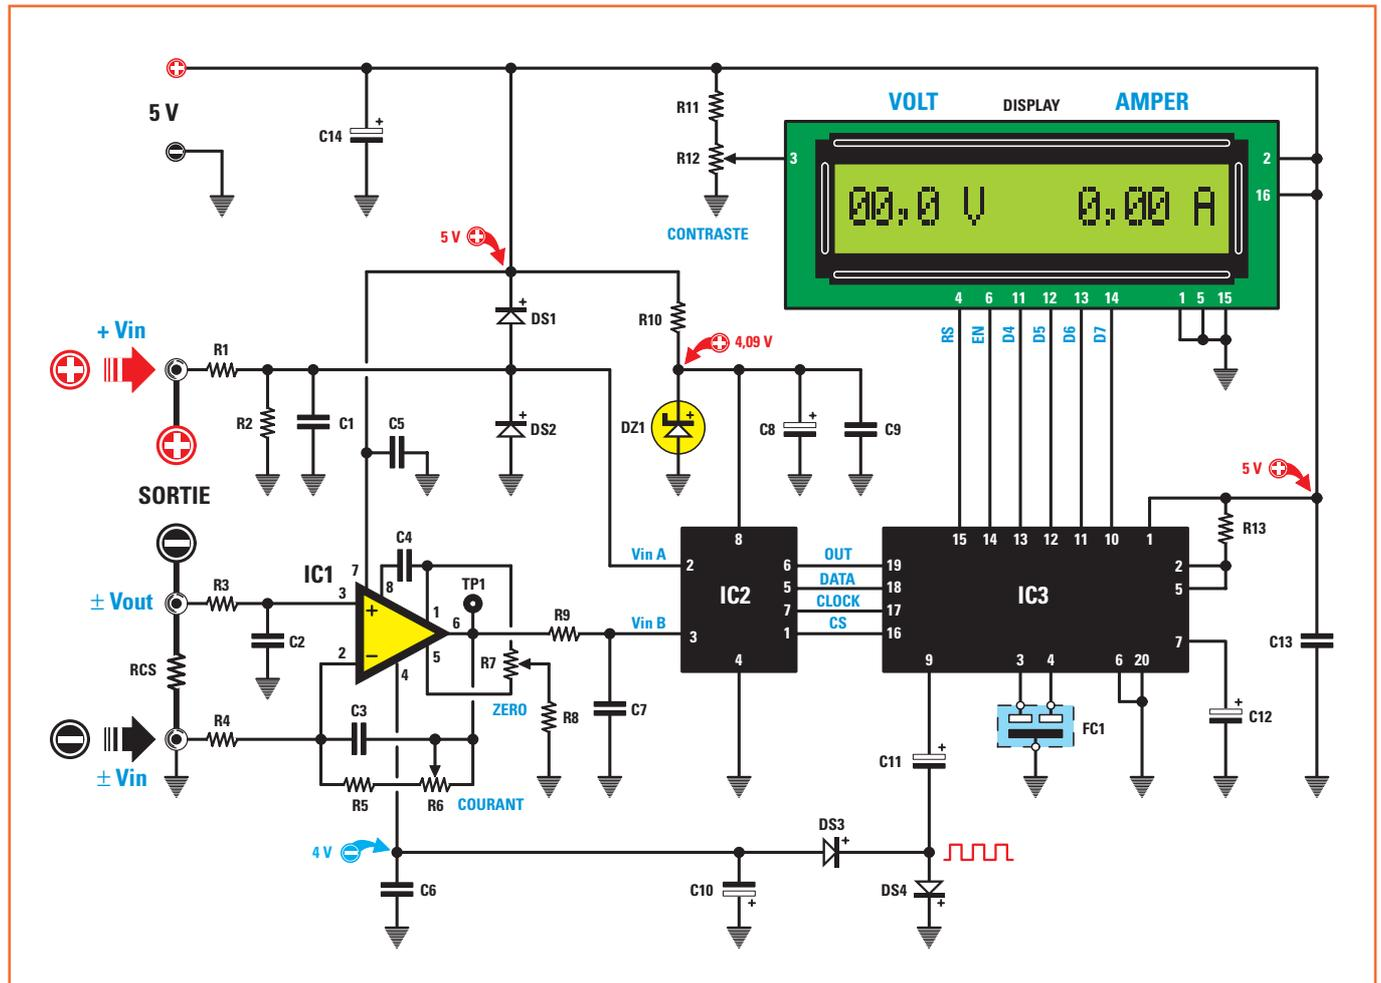 5 V
C14
R11
R12
CONTRASTE
VOLT DISPLAY AMPER
3 2
16
00,0 V 0,00 A
4 6 11 12 13 14 1 5 15
RS EN D4 D5 D6 D7
5 V
+ Vin
R1
R2
C1
C5
DS1
DS2
R10
4,09 V
DZ1
C8
C9
SORTIE
± Vout
RCS
± Vin
R3
C2
R4
IC1
7
8
3
2
1
6
5
4
+
−
C4
TP1
R7
ZERO
R8
R9
C7
C3
R5
R6
COURANT
Vin A
Vin B
8
2 6
5
7
3 1
4
IC2
OUT
DATA
CLOCK
CS
15 14 13 12 11 10 1
19 2
18 5
17
16 7
9 3 4 6 20
IC3
5 V
R13
C13
C12
FC1
C11
4 V
C6
C10
DS3
DS4